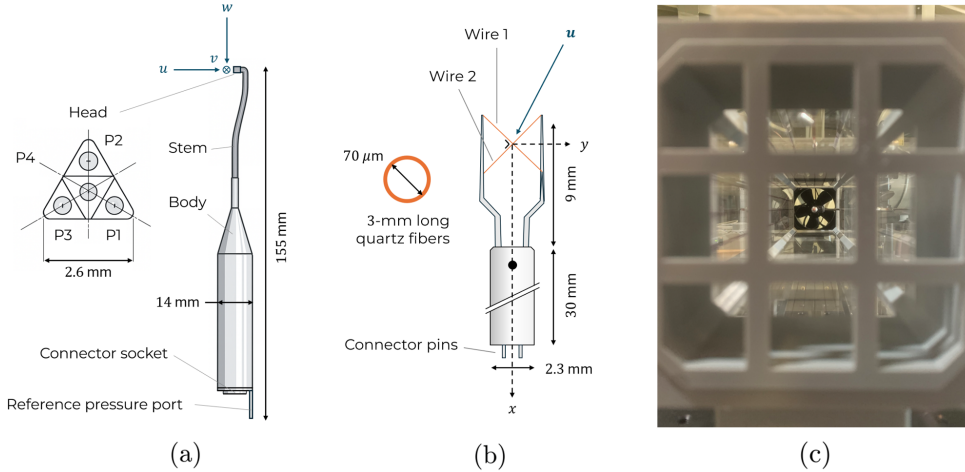 w
v
u
Head
P2
P4
Stem
Body
P3
P1
2.6 mm
155 mm
14 mm
Connector socket
Reference pressure port
(a)
Wire 1
u
Wire 2
y
70 μm
9 mm
3-mm long
quartz fibers
30 mm
Connector pins
2.3 mm
x
(b)
(c)